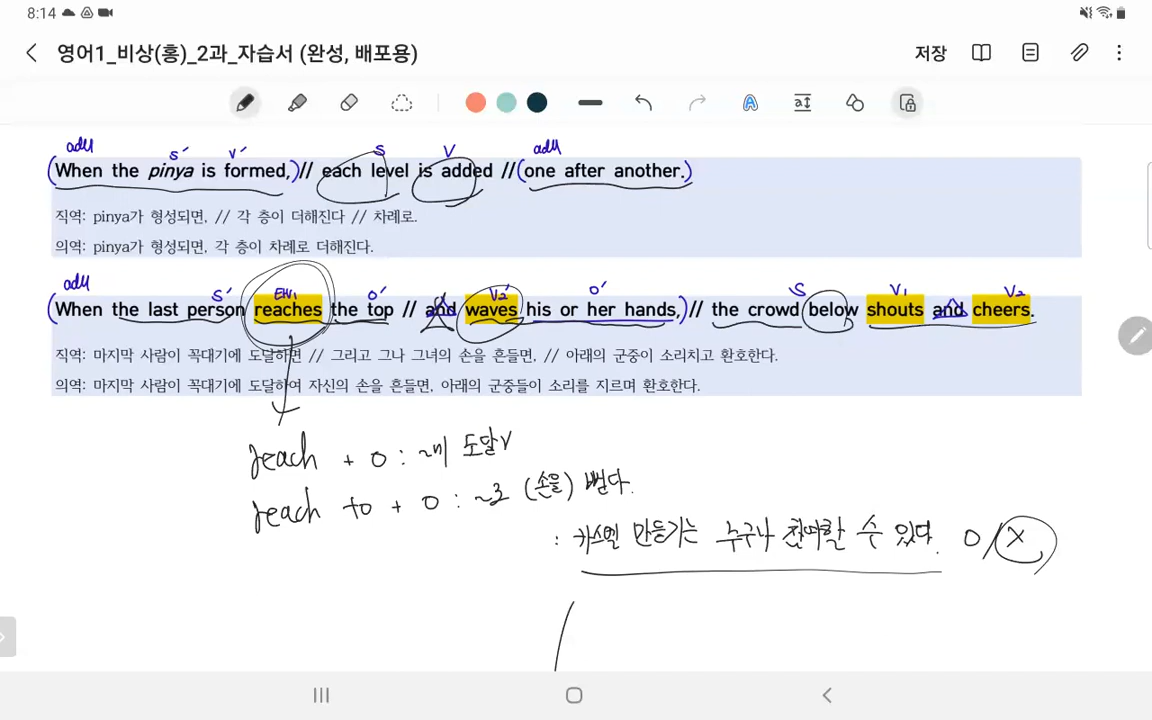 8:14
영어1_비상(홍)_2과_자습서 (완성, 배포용) 저장
adv s′ v′ S V adv
(When the pinya is formed,)// each level is added //(one after another.)
직역: pinya가 형성되면, // 각 층이 더해진다 // 차례로.
의역: pinya가 형성되면, 각 층이 차례로 더해진다.
adv s′ o′ v2′ o′ S V1 V2
(When the last person reaches the top // and waves his or her hands,)// the crowd below shouts and cheers.
직역: 마지막 사람이 꼭대기에 도달하면 // 그리고 그나 그녀의 손을 흔들면, // 아래의 군중이 소리치고 환호한다.
의역: 마지막 사람이 꼭대기에 도달하여 자신의 손을 흔들면, 아래의 군중들이 소리를 지르며 환호한다.
reach + O : ~에 도달V
reach to + O : ~로 (손을) 뻗다.
: 카스텔 만들기는 누구나 참여할 수 있다. O/X